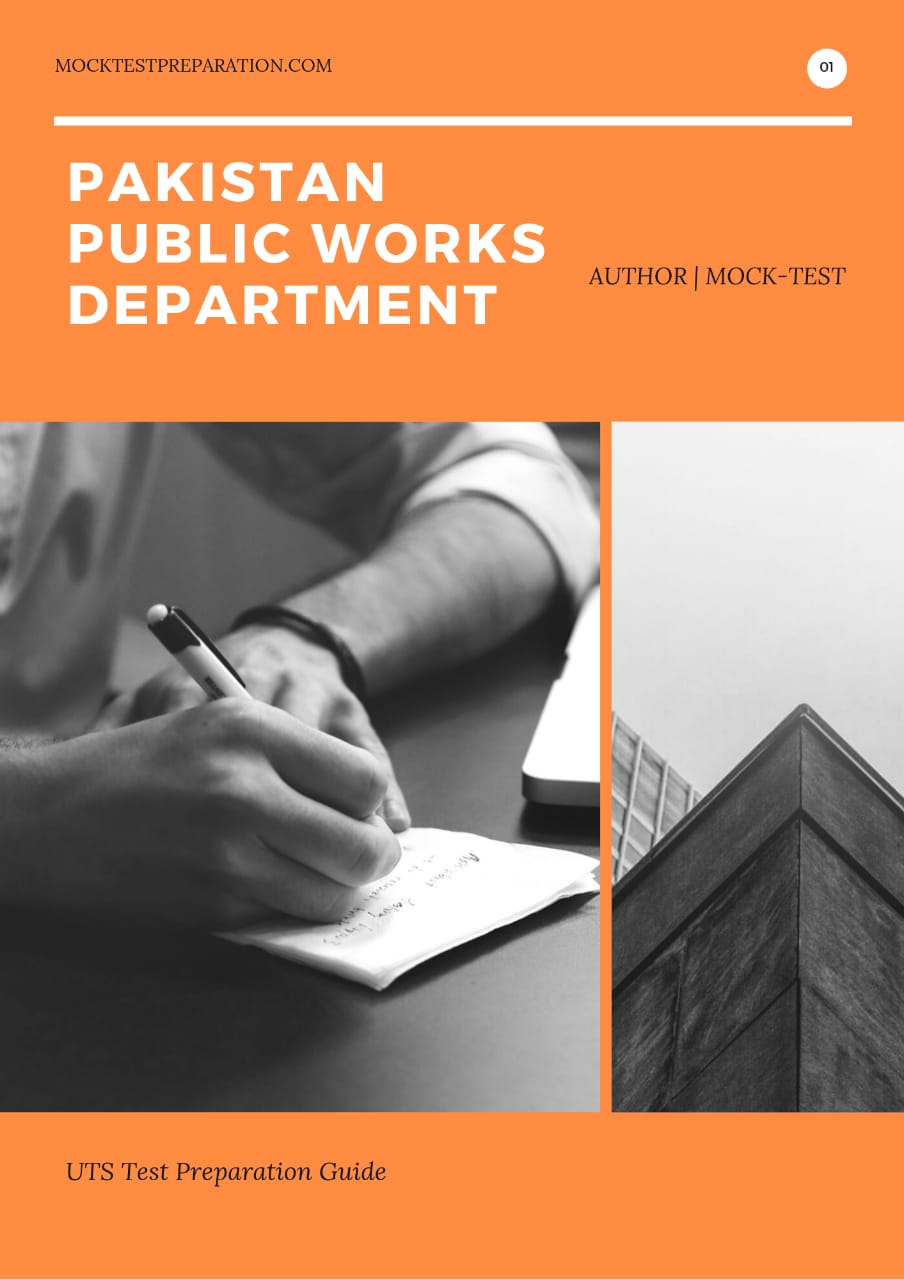 MOCKTESTPREPARATION.COM
01
PAKISTAN
PUBLIC WORKS
DEPARTMENT
AUTHOR | MOCK-TEST
UTS Test Preparation Guide